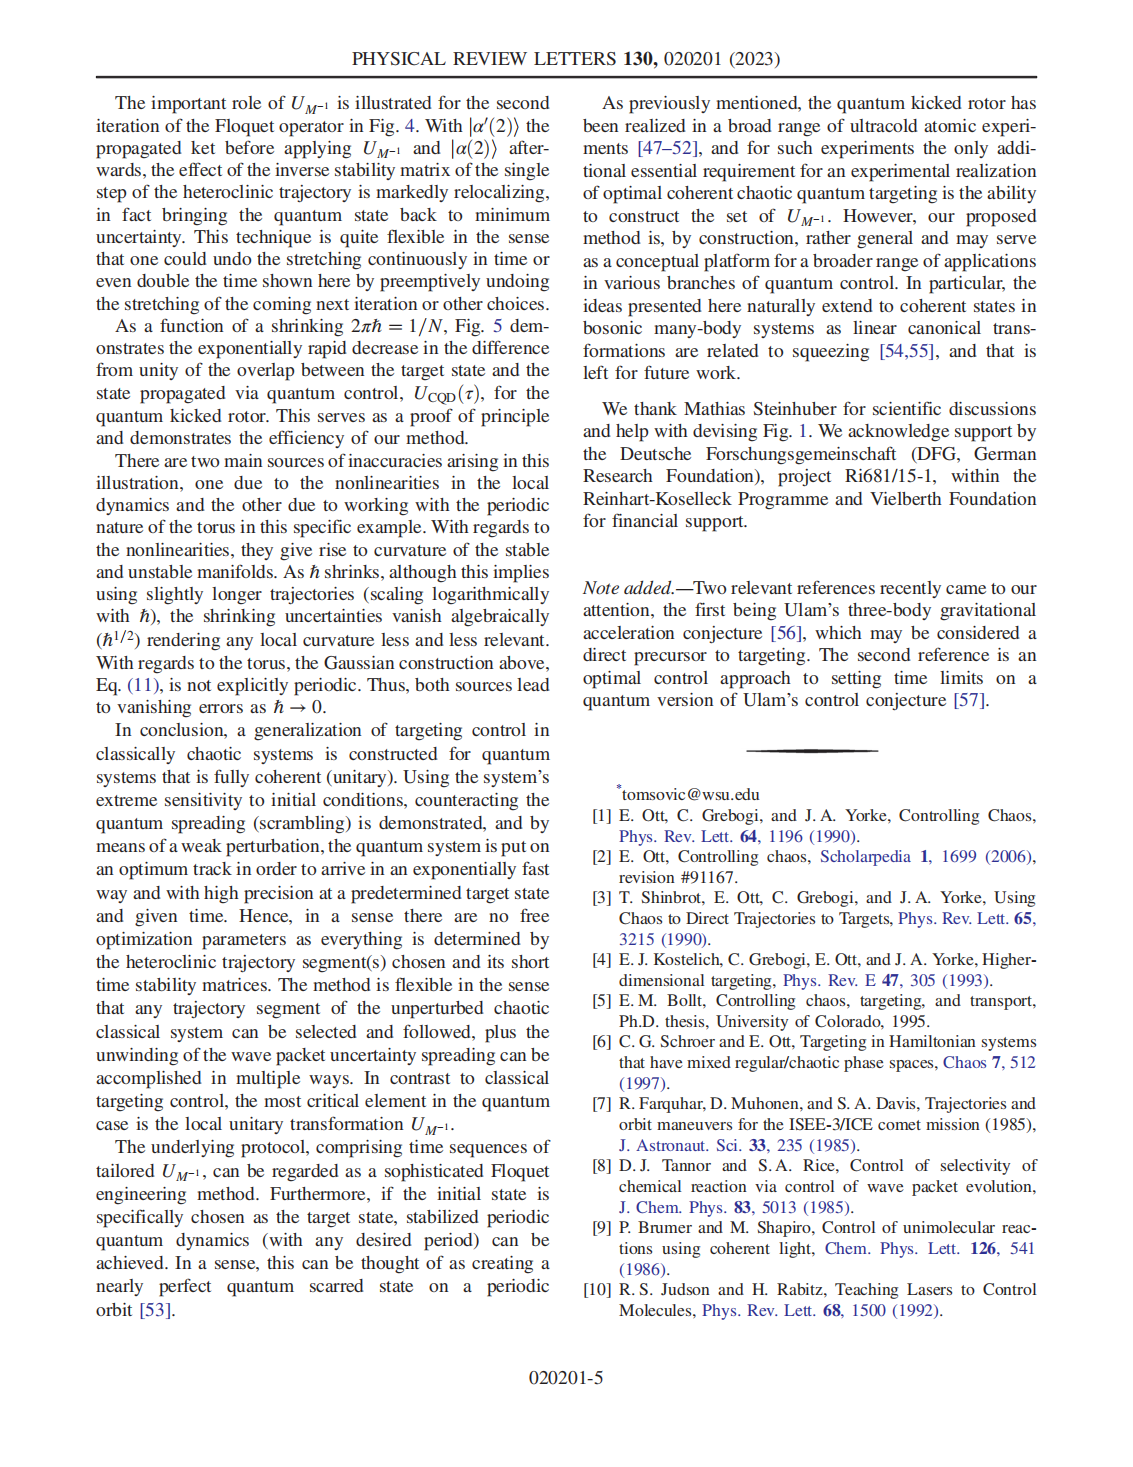 PHYSICAL REVIEW LETTERS 130, 020201 (2023)
The important role of U_{M^{-1}} is illustrated for the second
iteration of the Floquet operator in Fig. 4. With |α′(2)⟩ the
propagated ket before applying U_{M^{-1}} and |α(2)⟩ after-
wards, the effect of the inverse stability matrix of the single
step of the heteroclinic trajectory is markedly relocalizing,
in fact bringing the quantum state back to minimum
uncertainty. This technique is quite flexible in the sense
that one could undo the stretching continuously in time or
even double the time shown here by preemptively undoing
the stretching of the coming next iteration or other choices.
As a function of a shrinking 2πℏ = 1/N, Fig. 5 dem-
onstrates the exponentially rapid decrease in the difference
from unity of the overlap between the target state and the
state propagated via quantum control, U_{CQD}(τ), for the
quantum kicked rotor. This serves as a proof of principle
and demonstrates the efficiency of our method.
There are two main sources of inaccuracies arising in this
illustration, one due to the nonlinearities in the local
dynamics and the other due to working with the periodic
nature of the torus in this specific example. With regards to
the nonlinearities, they give rise to curvature of the stable
and unstable manifolds. As ℏ shrinks, although this implies
using slightly longer trajectories (scaling logarithmically
with ℏ), the shrinking uncertainties vanish algebraically
(ℏ^{1/2}) rendering any local curvature less and less relevant.
With regards to the torus, the Gaussian construction above,
Eq. (11), is not explicitly periodic. Thus, both sources lead
to vanishing errors as ℏ → 0.
In conclusion, a generalization of targeting control in
classically chaotic systems is constructed for quantum
systems that is fully coherent (unitary). Using the system's
extreme sensitivity to initial conditions, counteracting the
quantum spreading (scrambling) is demonstrated, and by
means of a weak perturbation, the quantum system is put on
an optimum track in order to arrive in an exponentially fast
way and with high precision at a predetermined target state
and given time. Hence, in a sense there are no free
optimization parameters as everything is determined by
the heteroclinic trajectory segment(s) chosen and its short
time stability matrices. The method is flexible in the sense
that any trajectory segment of the unperturbed chaotic
classical system can be selected and followed, plus the
unwinding of the wave packet uncertainty spreading can be
accomplished in multiple ways. In contrast to classical
targeting control, the most critical element in the quantum
case is the local unitary transformation U_{M^{-1}}.
The underlying protocol, comprising time sequences of
tailored U_{M^{-1}}, can be regarded as a sophisticated Floquet
engineering method. Furthermore, if the initial state is
specifically chosen as the target state, stabilized periodic
quantum dynamics (with any desired period) can be
achieved. In a sense, this can be thought of as creating a
nearly perfect quantum scarred state on a periodic
orbit [53].
As previously mentioned, the quantum kicked rotor has
been realized in a broad range of ultracold atomic experi-
ments [47–52], and for such experiments the only addi-
tional essential requirement for an experimental realization
of optimal coherent chaotic quantum targeting is the ability
to construct the set of U_{M^{-1}}. However, our proposed
method is, by construction, rather general and may serve
as a conceptual platform for a broader range of applications
in various branches of quantum control. In particular, the
ideas presented here naturally extend to coherent states in
bosonic many-body systems as linear canonical trans-
formations are related to squeezing [54,55], and that is
left for future work.
We thank Mathias Steinhuber for scientific discussions
and help with devising Fig. 1. We acknowledge support by
the Deutsche Forschungsgemeinschaft (DFG, German
Research Foundation), project Ri681/15-1, within the
Reinhart-Koselleck Programme and Vielberth Foundation
for financial support.
Note added.—Two relevant references recently came to our
attention, the first being Ulam's three-body gravitational
acceleration conjecture [56], which may be considered a
direct precursor to targeting. The second reference is an
optimal control approach to setting time limits on a
quantum version of Ulam's control conjecture [57].
*tomsovic@wsu.edu
[1] E. Ott, C. Grebogi, and J. A. Yorke, Controlling Chaos,
Phys. Rev. Lett. 64, 1196 (1990).
[2] E. Ott, Controlling chaos, Scholarpedia 1, 1699 (2006),
revision #91167.
[3] T. Shinbrot, E. Ott, C. Grebogi, and J. A. Yorke, Using
Chaos to Direct Trajectories to Targets, Phys. Rev. Lett. 65,
3215 (1990).
[4] E. J. Kostelich, C. Grebogi, E. Ott, and J. A. Yorke, Higher-
dimensional targeting, Phys. Rev. E 47, 305 (1993).
[5] E. M. Bollt, Controlling chaos, targeting, and transport,
Ph.D. thesis, University of Colorado, 1995.
[6] C. G. Schroer and E. Ott, Targeting in Hamiltonian systems
that have mixed regular/chaotic phase spaces, Chaos 7, 512
(1997).
[7] R. Farquhar, D. Muhonen, and S. A. Davis, Trajectories and
orbit maneuvers for the ISEE-3/ICE comet mission (1985),
J. Astronaut. Sci. 33, 235 (1985).
[8] D. J. Tannor and S. A. Rice, Control of selectivity of
chemical reaction via control of wave packet evolution,
J. Chem. Phys. 83, 5013 (1985).
[9] P. Brumer and M. Shapiro, Control of unimolecular reac-
tions using coherent light, Chem. Phys. Lett. 126, 541
(1986).
[10] R. S. Judson and H. Rabitz, Teaching Lasers to Control
Molecules, Phys. Rev. Lett. 68, 1500 (1992).
020201-5